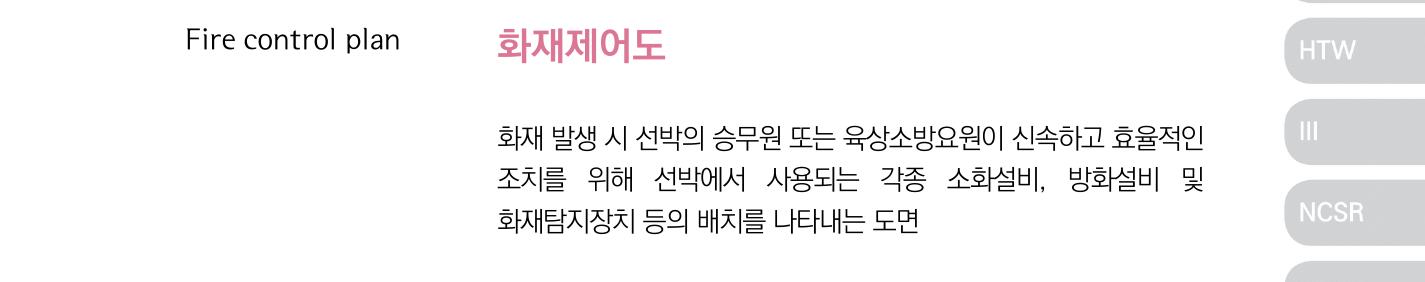 Fire control plan
화재제어도
화재 발생 시 선박의 승무원 또는 육상소방요원이 신속하고 효율적인
조치를 위해 선박에서 사용되는 각종 소화설비, 방화설비 및
화재탐지장치 등의 배치를 나타내는 도면
HTW
III
NCSR